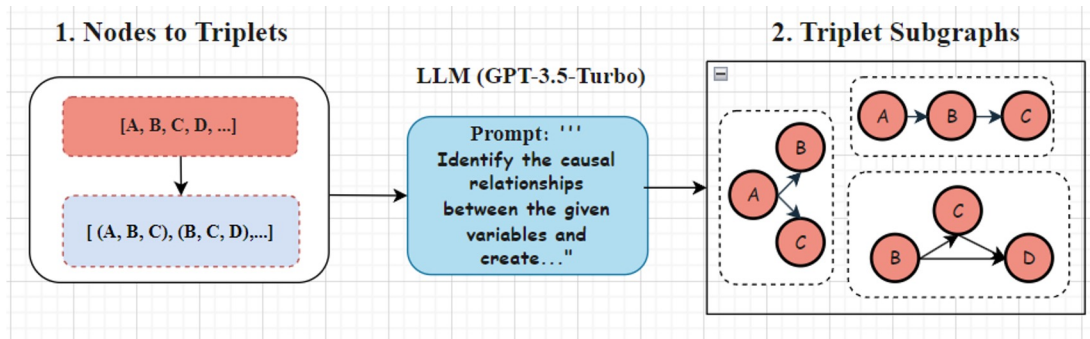 1. Nodes to Triplets
[A, B, C, D, ...]
[ (A, B, C), (B, C, D),...]
LLM (GPT-3.5-Turbo)
Prompt: '''
Identify the causal
relationships
between the given
variables and
create..."
2. Triplet Subgraphs
A
B
C
A
B
C
B
C
D